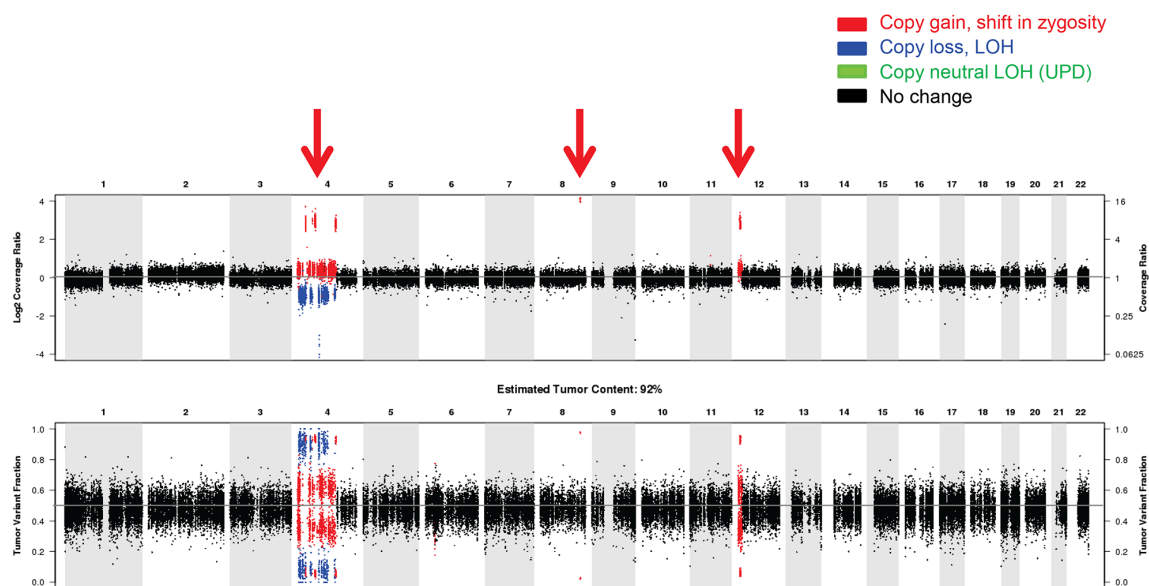 Copy gain, shift in zygosity
Copy loss, LOH
Copy neutral LOH (UPD)
No change
1 2 3 4 5 6 7 8 9 10 11 12 13 14 15 16 17 18 19 20 21 22
Log2 Coverage Ratio
4
2
0
-2
-4
16
4
1
0.25
0.0625
Coverage Ratio
Estimated Tumor Content: 92%
1 2 3 4 5 6 7 8 9 10 11 12 13 14 15 16 17 18 19 20 21 22
Tumor Variant Fraction
1.0
0.8
0.6
0.4
0.2
0.0
1.0
0.8
0.6
0.4
0.2
0.0
Tumor Variant Fraction